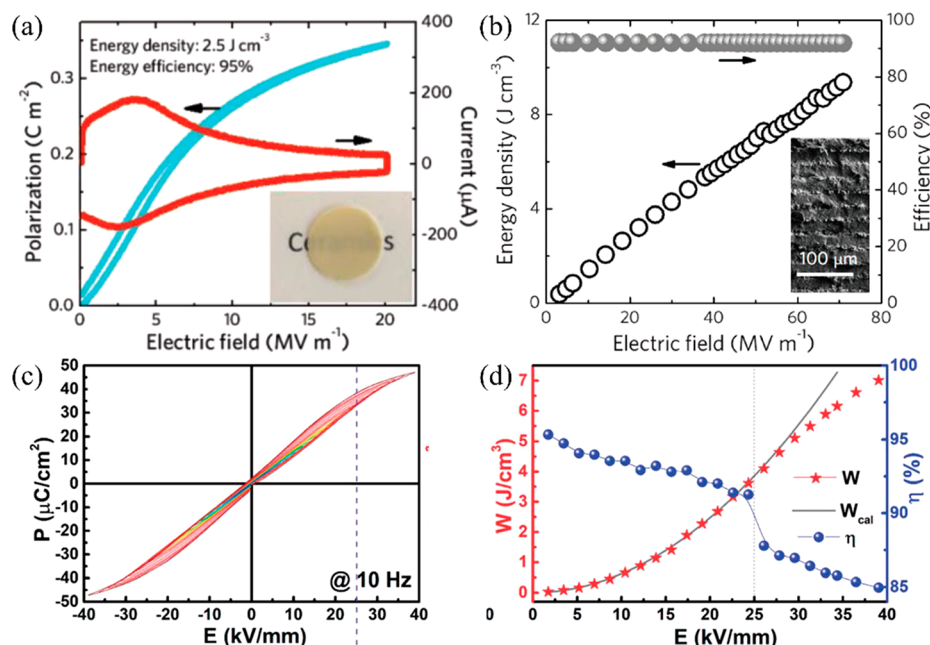 (a)
Energy density: 2.5 J cm⁻³
Energy efficiency: 95%
Polarization (C m⁻²)
0.3
0.2
0.1
0.0
400
200
0
-200
-400
Current (μA)
Ceramics
0 5 10 15 20
Electric field (MV m⁻¹)
(b)
Energy density (J cm⁻³)
12
9
6
3
0
100
80
60
40
20
0
Efficiency (%)
100 μm
0 20 40 60 80
Electric field (MV m⁻¹)
(c)
P (μC/cm²)
50
40
30
20
10
0
-10
-20
-30
-40
-50
@ 10 Hz
-40 -30 -20 -10 0 10 20 30 40
E (kV/mm)
(d)
W (J/cm³)
7
6
5
4
3
2
1
0
100
95
90
85
η (%)
W
W_cal
η
0
0 5 10 15 20 25 30 35 40
E (kV/mm)